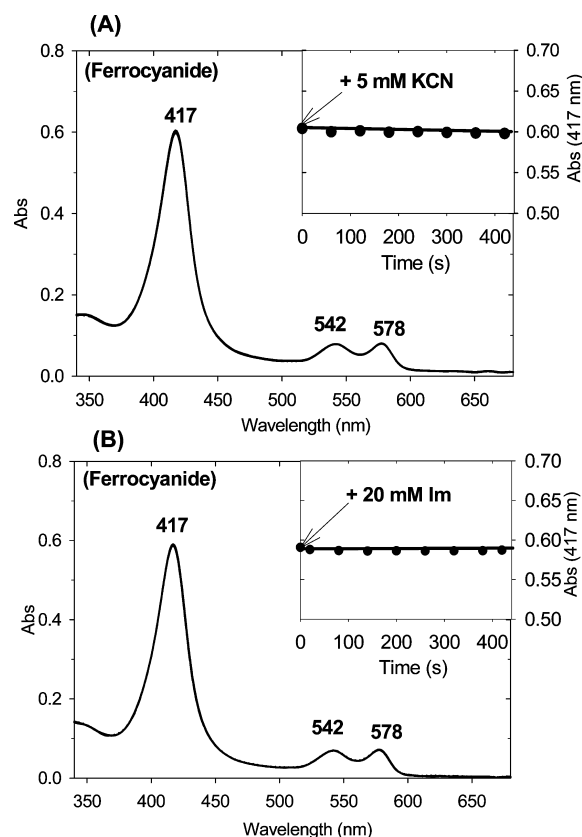 (A)
0.8
(Ferrocyanide)
417
0.6
Abs
0.4
0.2
0.0
542
578
350 400 450 500 550 600 650
Wavelength (nm)
+ 5 mM KCN
0.70
0.65
0.60
0.55
0.50
Abs (417 nm)
0 100 200 300 400
Time (s)
(B)
0.8
(Ferrocyanide)
417
0.6
Abs
0.4
0.2
0.0
542
578
350 400 450 500 550 600 650
Wavelength (nm)
+ 20 mM Im
0.70
0.65
0.60
0.55
0.50
Abs (417 nm)
0 100 200 300 400
Time (s)